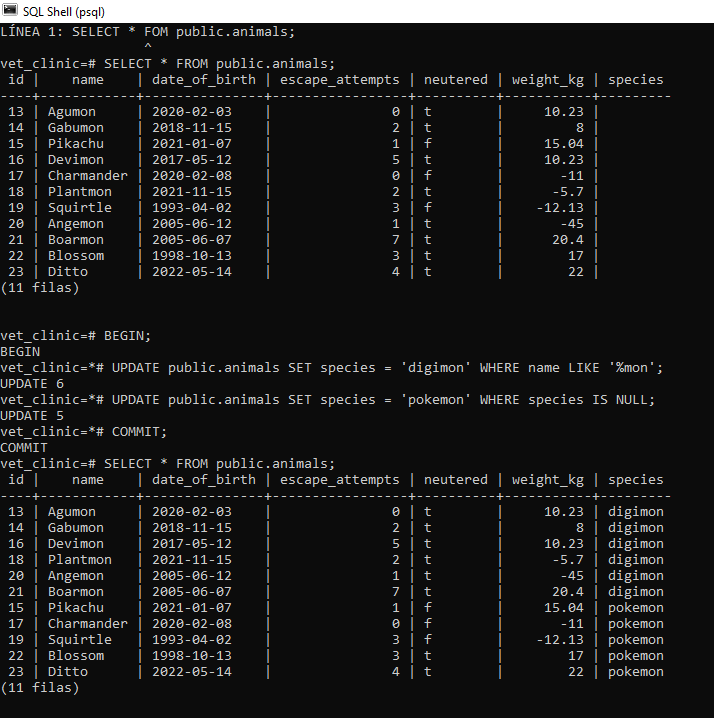 SQL Shell (psql)
LÍNEA 1: SELECT * FOM public.animals;
                  ^
vet_clinic=# SELECT * FROM public.animals;
 id |    name    | date_of_birth | escape_attempts | neutered | weight_kg | species
----+------------+---------------+-----------------+----------+-----------+---------
 13 | Agumon     | 2020-02-03    |               0 | t        |     10.23 |
 14 | Gabumon    | 2018-11-15    |               2 | t        |         8 |
 15 | Pikachu    | 2021-01-07    |               1 | f        |     15.04 |
 16 | Devimon    | 2017-05-12    |               5 | t        |     10.23 |
 17 | Charmander | 2020-02-08    |               0 | f        |       -11 |
 18 | Plantmon   | 2021-11-15    |               2 | t        |      -5.7 |
 19 | Squirtle   | 1993-04-02    |               3 | f        |    -12.13 |
 20 | Angemon    | 2005-06-12    |               1 | t        |       -45 |
 21 | Boarmon    | 2005-06-07    |               7 | t        |      20.4 |
 22 | Blossom    | 1998-10-13    |               3 | t        |        17 |
 23 | Ditto      | 2022-05-14    |               4 | t        |        22 |
(11 filas)
vet_clinic=# BEGIN;
BEGIN
vet_clinic=*# UPDATE public.animals SET species = 'digimon' WHERE name LIKE '%mon';
UPDATE 6
vet_clinic=*# UPDATE public.animals SET species = 'pokemon' WHERE species IS NULL;
UPDATE 5
vet_clinic=*# COMMIT;
COMMIT
vet_clinic=# SELECT * FROM public.animals;
 id |    name    | date_of_birth | escape_attempts | neutered | weight_kg | species
----+------------+---------------+-----------------+----------+-----------+---------
 13 | Agumon     | 2020-02-03    |               0 | t        |     10.23 | digimon
 14 | Gabumon    | 2018-11-15    |               2 | t        |         8 | digimon
 16 | Devimon    | 2017-05-12    |               5 | t        |     10.23 | digimon
 18 | Plantmon   | 2021-11-15    |               2 | t        |      -5.7 | digimon
 20 | Angemon    | 2005-06-12    |               1 | t        |       -45 | digimon
 21 | Boarmon    | 2005-06-07    |               7 | t        |      20.4 | digimon
 15 | Pikachu    | 2021-01-07    |               1 | f        |     15.04 | pokemon
 17 | Charmander | 2020-02-08    |               0 | f        |       -11 | pokemon
 19 | Squirtle   | 1993-04-02    |               3 | f        |    -12.13 | pokemon
 22 | Blossom    | 1998-10-13    |               3 | t        |        17 | pokemon
 23 | Ditto      | 2022-05-14    |               4 | t        |        22 | pokemon
(11 filas)